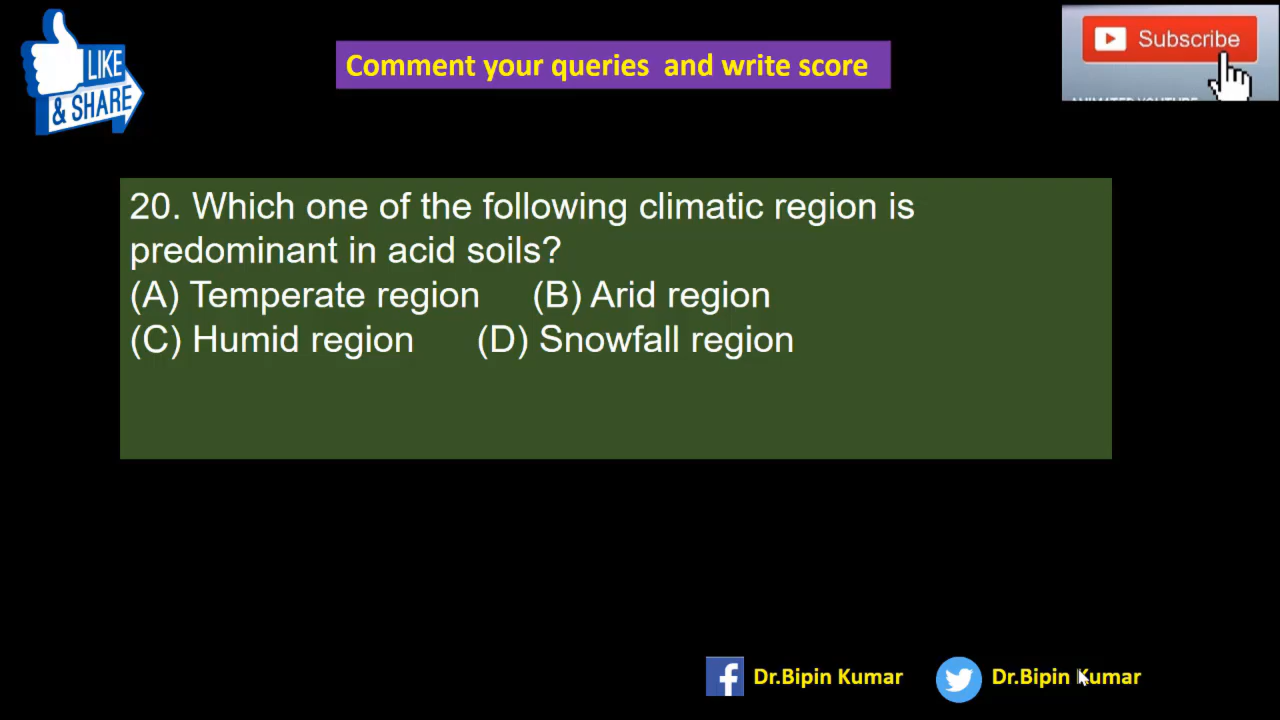 LIKE
& SHARE
Comment your queries and write score
Subscribe
20. Which one of the following climatic region is
predominant in acid soils?
(A) Temperate region (B) Arid region
(C) Humid region (D) Snowfall region
Dr.Bipin Kumar Dr.Bipin Kumar